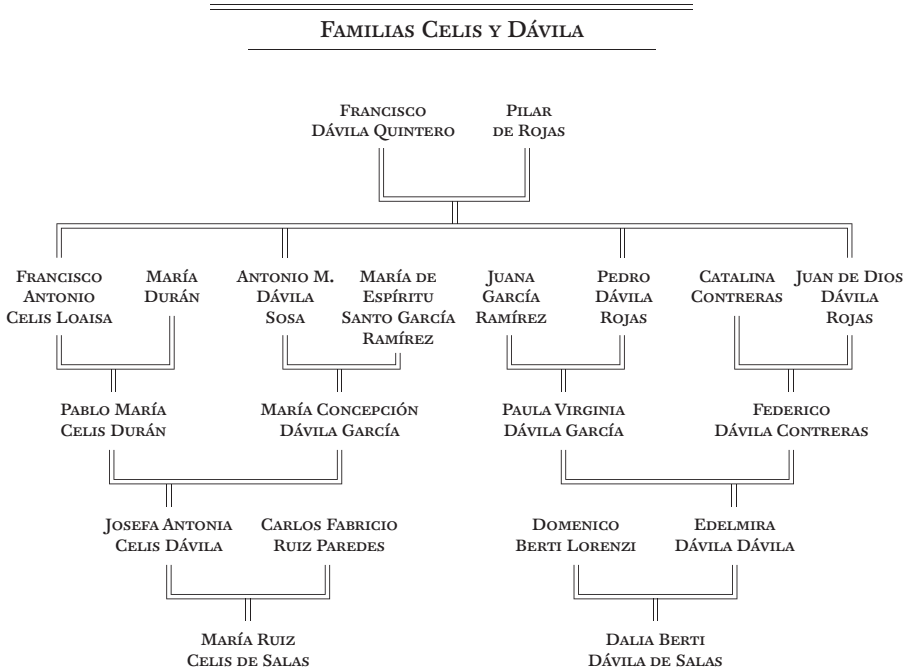 Familias Celis y Dávila
Francisco
Dávila Quintero
Pilar
de Rojas
Francisco
Antonio
Celis Loaisa
María
Durán
Antonio M.
Dávila
Sosa
María de
Espíritu
Santo García
Ramírez
Juana
García
Ramírez
Pedro
Dávila
Rojas
Catalina
Contreras
Juan de Dios
Dávila
Rojas
Pablo María
Celis Durán
María Concepción
Dávila García
Paula Virginia
Dávila García
Federico
Dávila Contreras
Josefa Antonia
Celis Dávila
Carlos Fabricio
Ruiz Paredes
Domenico
Berti Lorenzi
Edelmira
Dávila Dávila
María Ruiz
Celis de Salas
Dalia Berti
Dávila de Salas